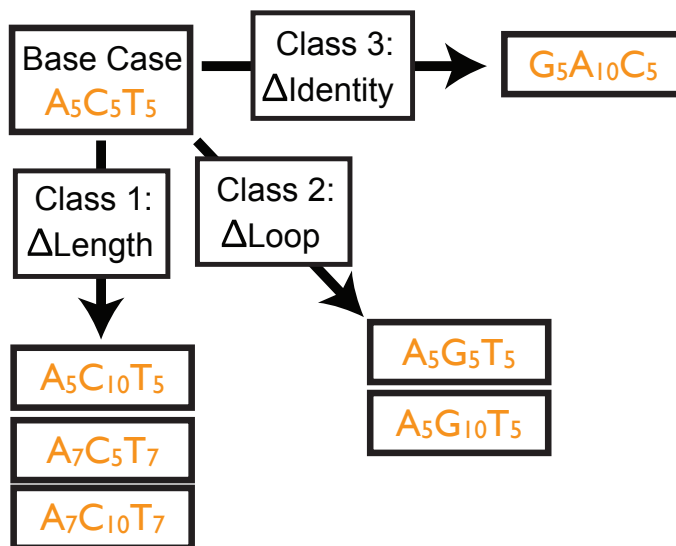 Base Case
A₅C₅T₅
Class 3:
ΔIdentity
G₅A₁₀C₅
Class 1:
ΔLength
Class 2:
ΔLoop
A₅C₁₀T₅
A₇C₅T₇
A₇C₁₀T₇
A₅G₅T₅
A₅G₁₀T₅